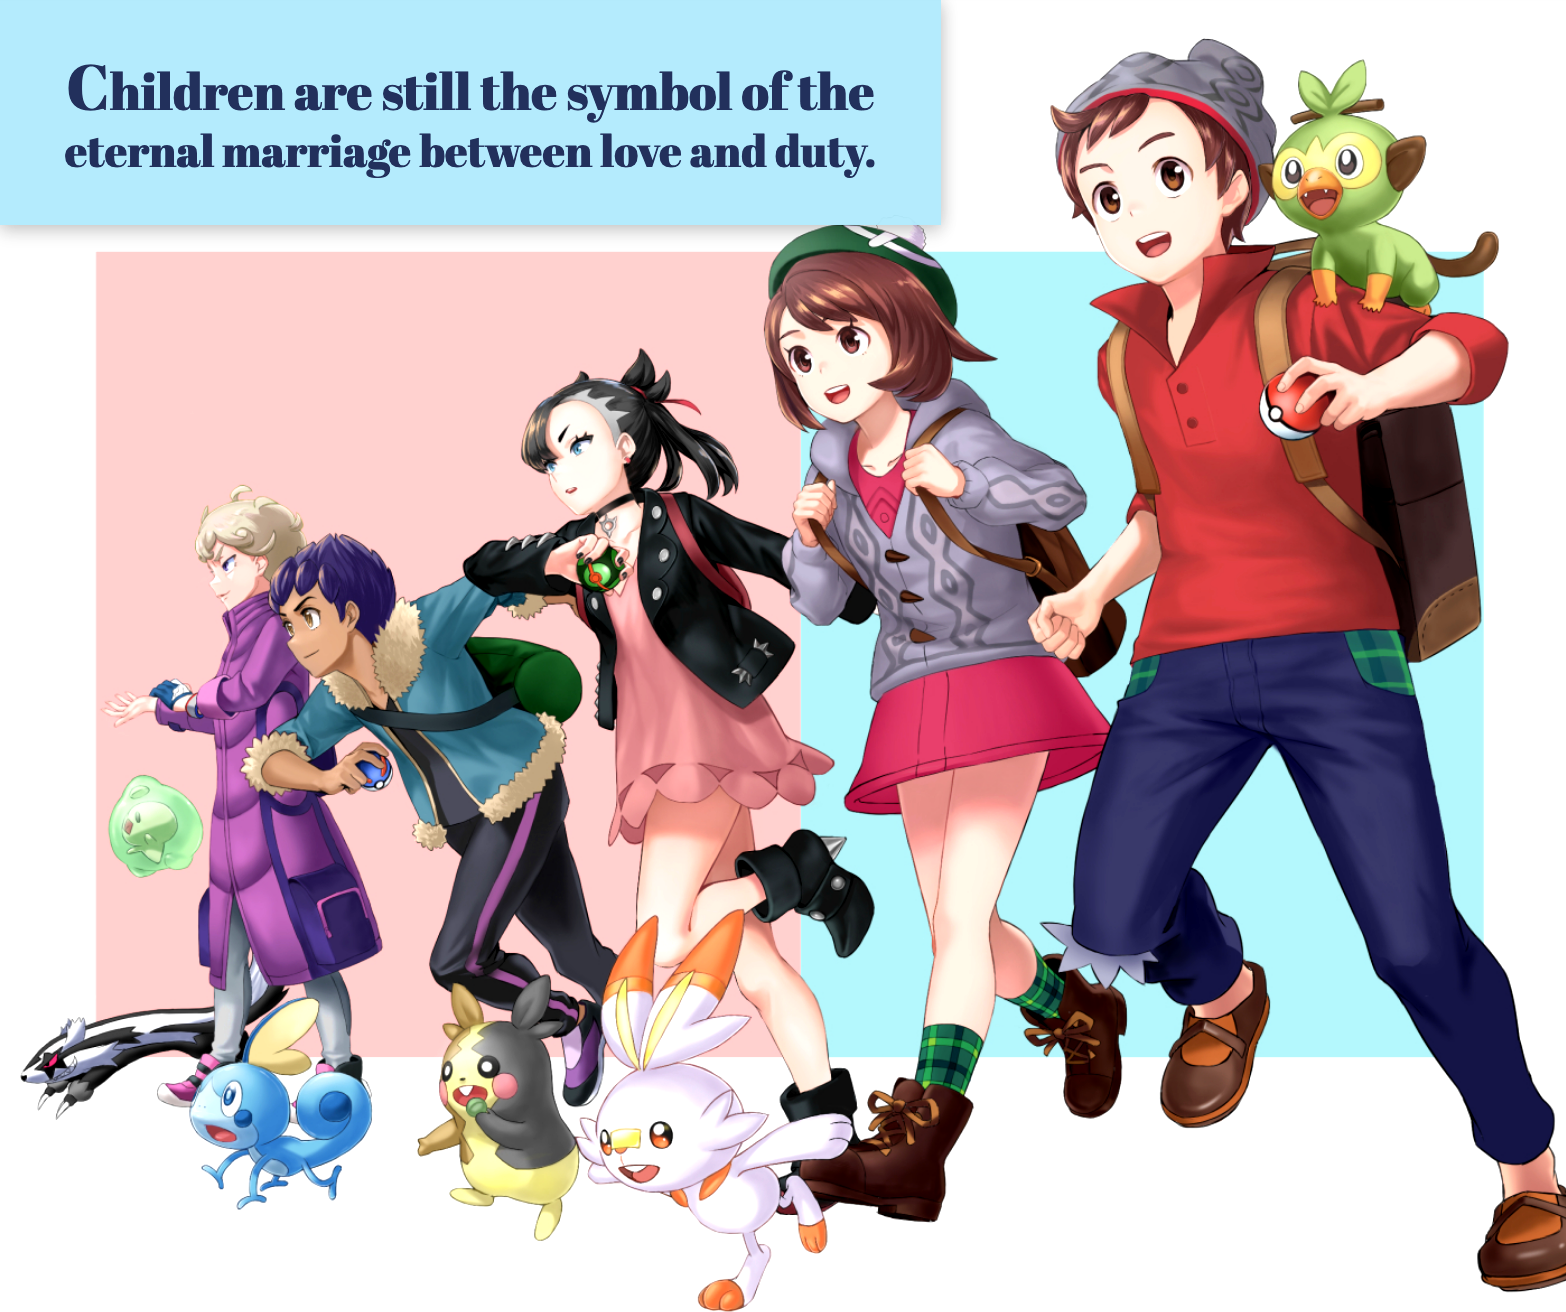 Children are still the symbol of the
eternal marriage between love and duty.